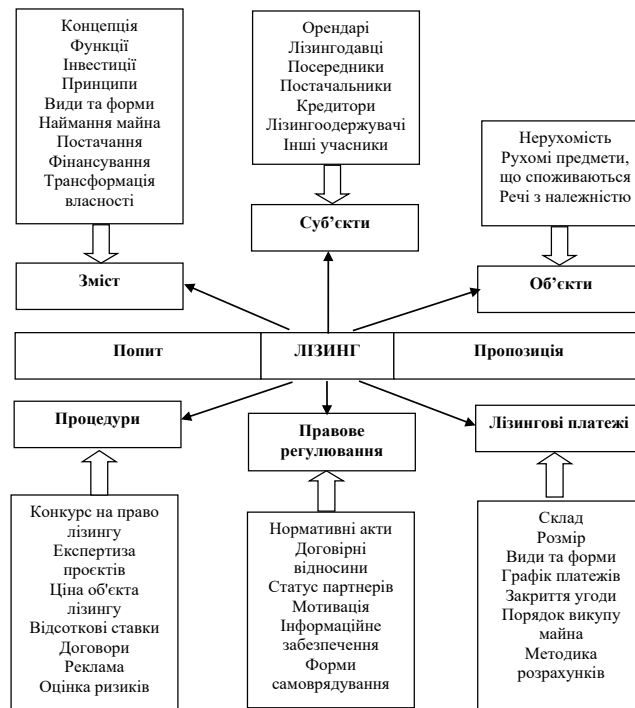 Концепція
Функції
Інвестиції
Принципи
Види та форми
Наймання майна
Постачання
Фінансування
Трансформація
власності
Орендарі
Лізингодавці
Посередники
Постачальники
Кредитори
Лізингоодержувачі
Інші учасники
Нерухомість
Рухомі предмети,
що споживаються
Речі з належністю
Зміст
Суб’єкти
Об’єкти
Попит
ЛІЗИНГ
Пропозиція
Процедури
Правове
регулювання
Лізингові платежі
Конкурс на право
лізингу
Експертиза
проєктів
Ціна об'єкта
лізингу
Відсоткові ставки
Договори
Реклама
Оцінка ризиків
Нормативні акти
Договірні
відносини
Статус партнерів
Мотивація
Інформаційне
забезпечення
Форми
самоврядування
Склад
Розмір
Види та форми
Графік платежів
Закриття угоди
Порядок викупу
майна
Методика
розрахунків